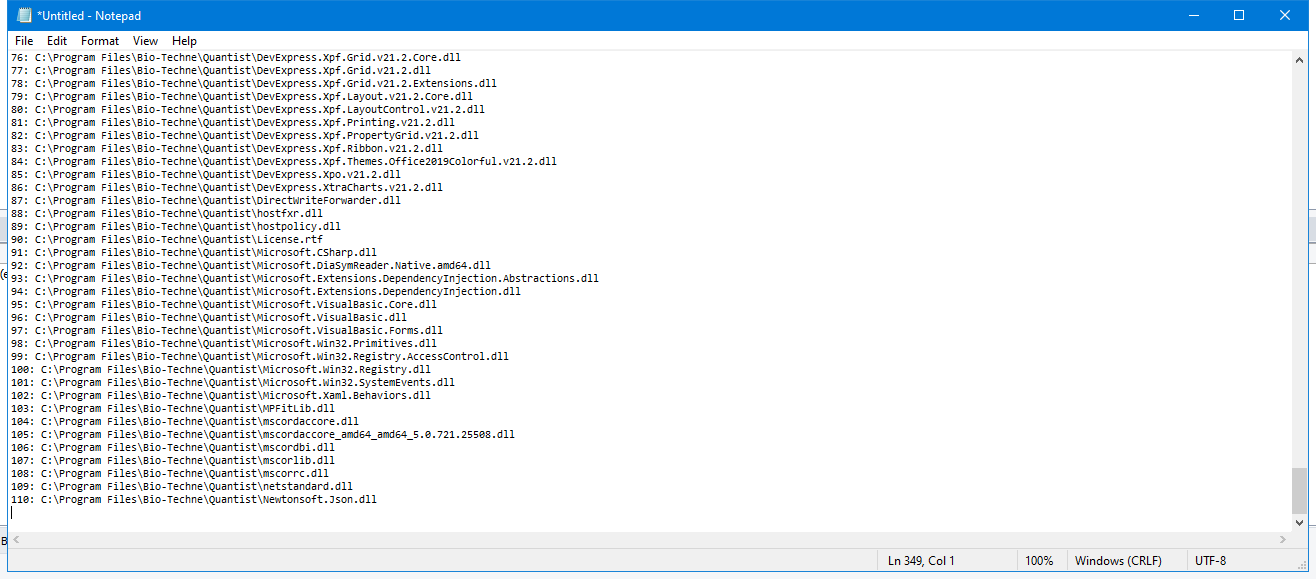 *Untitled - Notepad
File Edit Format View Help
76: C:\Program Files\Bio-Techne\Quantist\DevExpress.Xpf.Grid.v21.2.Core.dll
77: C:\Program Files\Bio-Techne\Quantist\DevExpress.Xpf.Grid.v21.2.dll
78: C:\Program Files\Bio-Techne\Quantist\DevExpress.Xpf.Grid.v21.2.Extensions.dll
79: C:\Program Files\Bio-Techne\Quantist\DevExpress.Xpf.Layout.v21.2.Core.dll
80: C:\Program Files\Bio-Techne\Quantist\DevExpress.Xpf.LayoutControl.v21.2.dll
81: C:\Program Files\Bio-Techne\Quantist\DevExpress.Xpf.Printing.v21.2.dll
82: C:\Program Files\Bio-Techne\Quantist\DevExpress.Xpf.PropertyGrid.v21.2.dll
83: C:\Program Files\Bio-Techne\Quantist\DevExpress.Xpf.Ribbon.v21.2.dll
84: C:\Program Files\Bio-Techne\Quantist\DevExpress.Xpf.Themes.Office2019Colorful.v21.2.dll
85: C:\Program Files\Bio-Techne\Quantist\DevExpress.Xpo.v21.2.dll
86: C:\Program Files\Bio-Techne\Quantist\DevExpress.XtraCharts.v21.2.dll
87: C:\Program Files\Bio-Techne\Quantist\DirectWriteForwarder.dll
88: C:\Program Files\Bio-Techne\Quantist\hostfxr.dll
89: C:\Program Files\Bio-Techne\Quantist\hostpolicy.dll
90: C:\Program Files\Bio-Techne\Quantist\License.rtf
91: C:\Program Files\Bio-Techne\Quantist\Microsoft.CSharp.dll
92: C:\Program Files\Bio-Techne\Quantist\Microsoft.DiaSymReader.Native.amd64.dll
93: C:\Program Files\Bio-Techne\Quantist\Microsoft.Extensions.DependencyInjection.Abstractions.dll
94: C:\Program Files\Bio-Techne\Quantist\Microsoft.Extensions.DependencyInjection.dll
95: C:\Program Files\Bio-Techne\Quantist\Microsoft.VisualBasic.Core.dll
96: C:\Program Files\Bio-Techne\Quantist\Microsoft.VisualBasic.dll
97: C:\Program Files\Bio-Techne\Quantist\Microsoft.VisualBasic.Forms.dll
98: C:\Program Files\Bio-Techne\Quantist\Microsoft.Win32.Primitives.dll
99: C:\Program Files\Bio-Techne\Quantist\Microsoft.Win32.Registry.AccessControl.dll
100: C:\Program Files\Bio-Techne\Quantist\Microsoft.Win32.Registry.dll
101: C:\Program Files\Bio-Techne\Quantist\Microsoft.Win32.SystemEvents.dll
102: C:\Program Files\Bio-Techne\Quantist\Microsoft.Xaml.Behaviors.dll
103: C:\Program Files\Bio-Techne\Quantist\MPFitLib.dll
104: C:\Program Files\Bio-Techne\Quantist\mscordaccore.dll
105: C:\Program Files\Bio-Techne\Quantist\mscordaccore_amd64_amd64_5.0.721.25508.dll
106: C:\Program Files\Bio-Techne\Quantist\mscordbi.dll
107: C:\Program Files\Bio-Techne\Quantist\mscorlib.dll
108: C:\Program Files\Bio-Techne\Quantist\mscorrc.dll
109: C:\Program Files\Bio-Techne\Quantist\netstandard.dll
110: C:\Program Files\Bio-Techne\Quantist\Newtonsoft.Json.dll
Ln 349, Col 1 100% Windows (CRLF) UTF-8